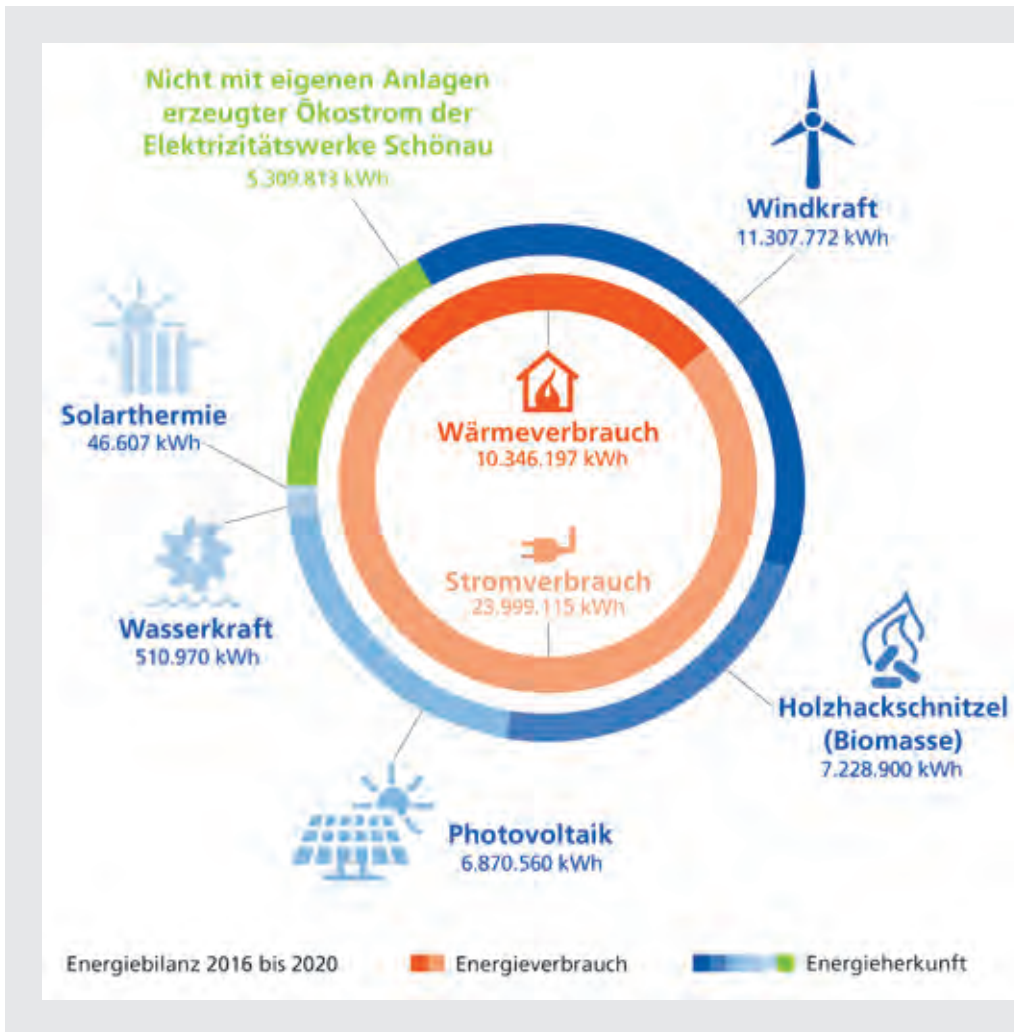 Nicht mit eigenen Anlagen
erzeugter Ökostrom der
Elektrizitätswerke Schönau
5.309.813 kWh
Windkraft
11.307.772 kWh
Solarthermie
46.607 kWh
Wärmeverbrauch
10.346.197 kWh
Stromverbrauch
23.999.115 kWh
Wasserkraft
510.970 kWh
Holzhackschnitzel
(Biomasse)
7.228.900 kWh
Photovoltaik
6.870.560 kWh
Energiebilanz 2016 bis 2020
Energieverbrauch
Energieherkunft